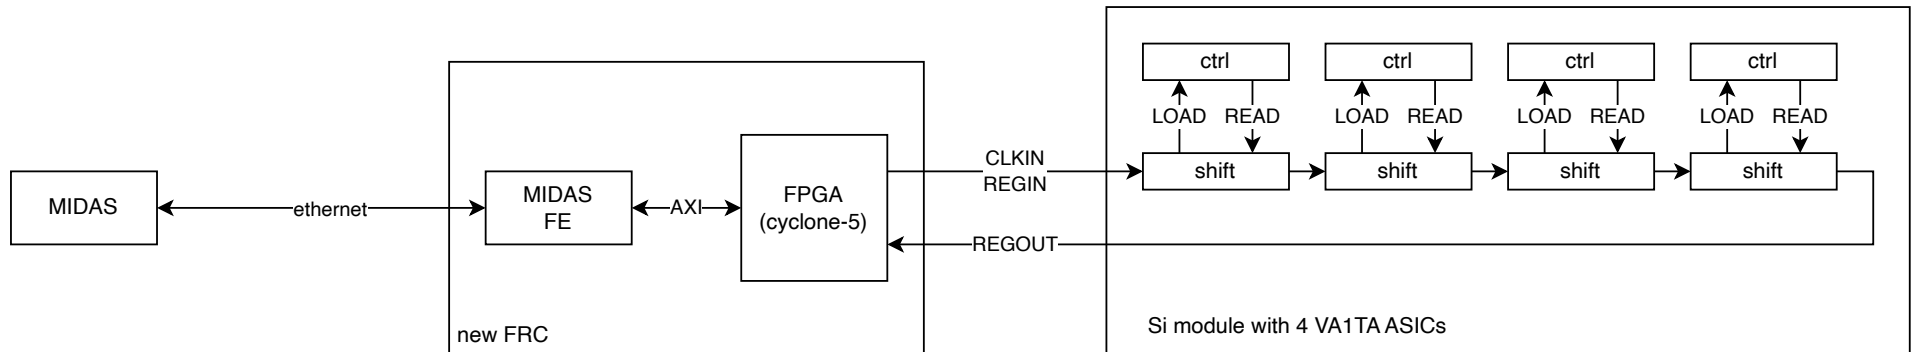 MIDAS
ethernet
MIDAS
FE
AXI
FPGA
(cyclone-5)
new FRC
CLKIN
REGIN
REGOUT
ctrl
ctrl
ctrl
ctrl
LOAD READ
LOAD READ
LOAD READ
LOAD READ
shift
shift
shift
shift
Si module with 4 VA1TA ASICs